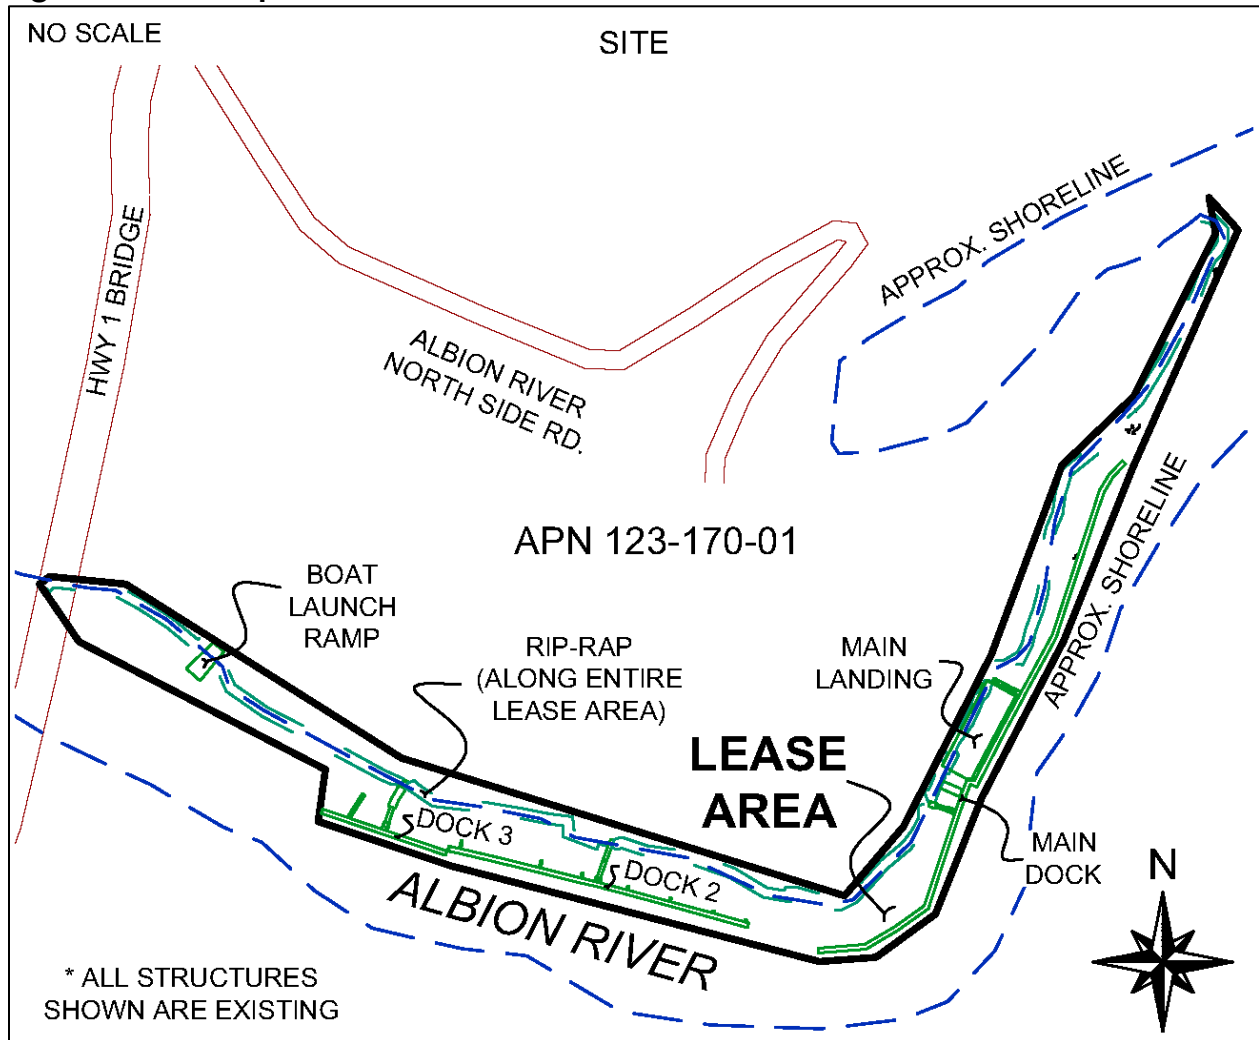 NO SCALE
SITE
HWY 1 BRIDGE
APPROX. SHORELINE
ALBION RIVER
NORTH SIDE RD.
APN 123-170-01
APPROX. SHORELINE
BOAT
LAUNCH
RAMP
RIP-RAP
(ALONG ENTIRE
LEASE AREA)
MAIN
LANDING
LEASE
AREA
DOCK 3
DOCK 2
MAIN
DOCK
ALBION RIVER
N
* ALL STRUCTURES
SHOWN ARE EXISTING